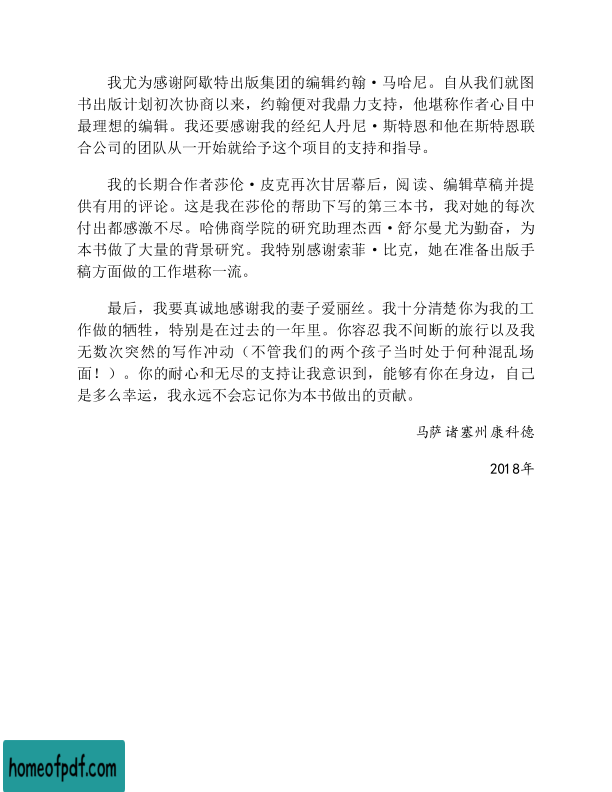 我尤为感谢阿歇特出版集团的编辑约翰·马哈尼。自从我们就图
书出版计划初次协商以来，约翰便对我鼎力支持，他堪称作者心目中
最理想的编辑。我还要感谢我的经纪人丹尼·斯特恩和他在斯特恩联
合公司的团队从一开始就给予这个项目的支持和指导。
我的长期合作者莎伦·皮克再次甘居幕后，阅读、编辑草稿并提
供有用的评论。这是我在莎伦的帮助下写的第三本书，我对她的每次
付出都感激不尽。哈佛商学院的研究助理杰西·舒尔曼尤为勤奋，为
本书做了大量的背景研究。我特别感谢索菲·比克，她在准备出版手
稿方面做的工作堪称一流。
最后，我要真诚地感谢我的妻子爱丽丝。我十分清楚你为我的工
作做的牺牲，特别是在过去的一年里。你容忍我不间断的旅行以及我
无数次突然的写作冲动（不管我们的两个孩子当时处于何种混乱场
面！）。你的耐心和无尽的支持让我意识到，能够有你在身边，自己
是多么幸运，我永远不会忘记你为本书做出的贡献。
马萨诸塞州康科德
2018年
homeofpdf.com